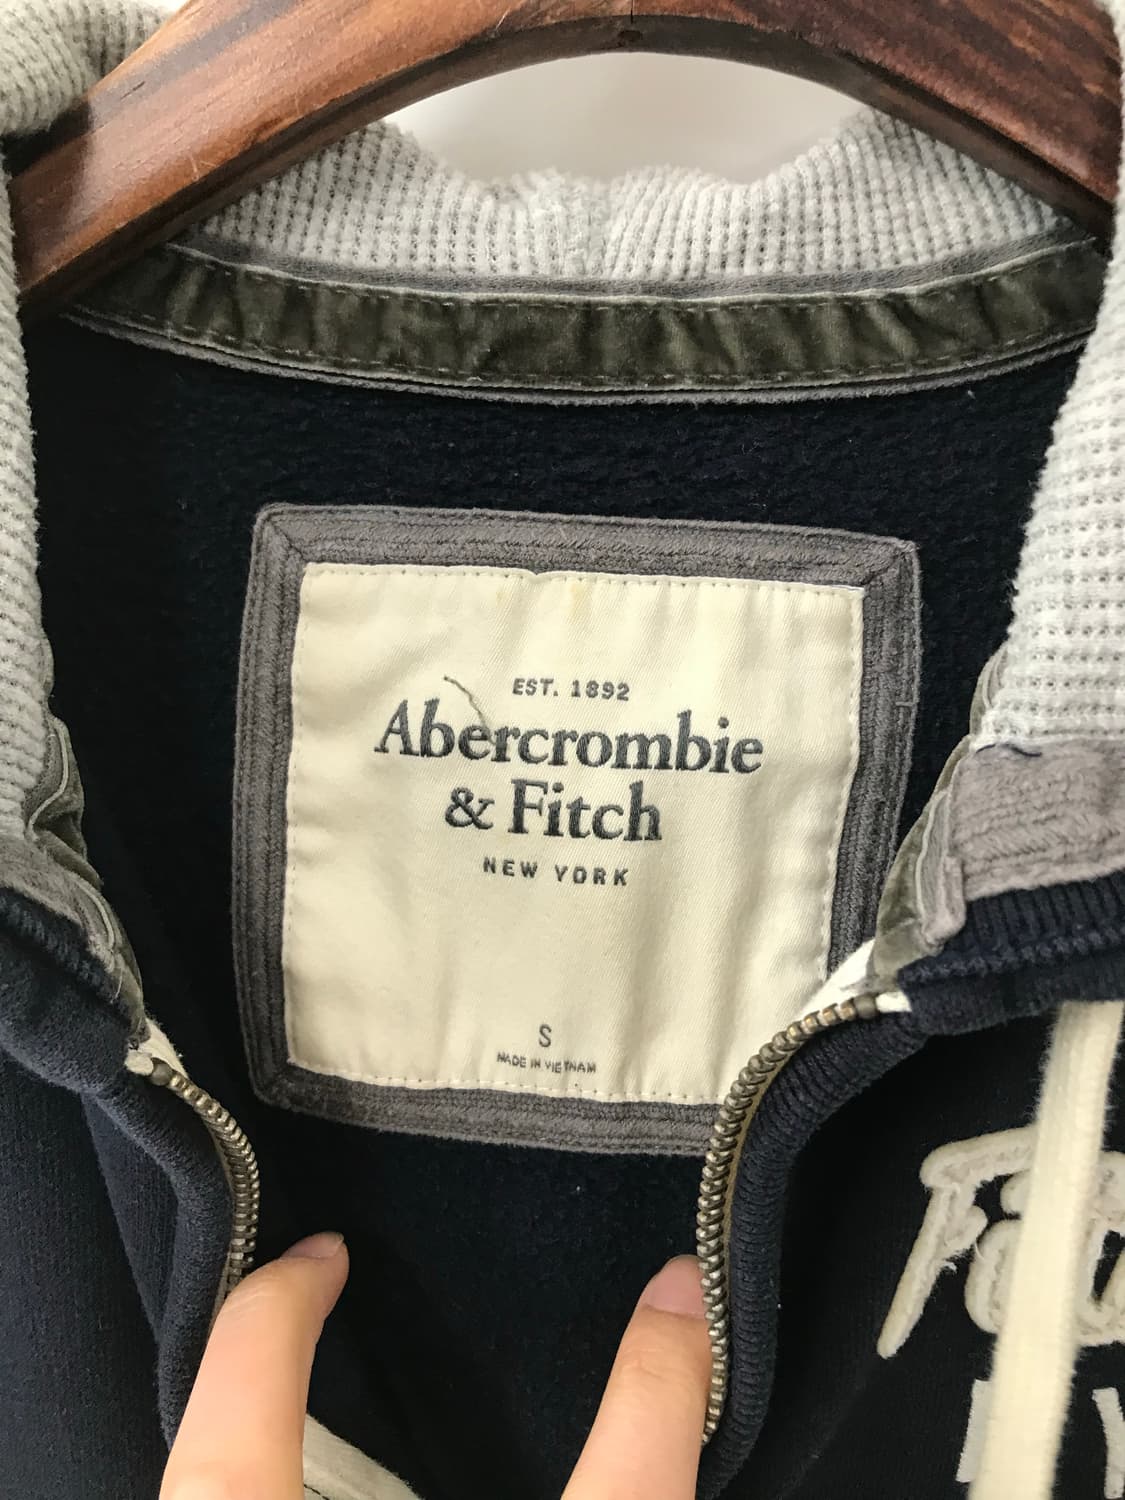 EST. 1892
Abercrombie
& Fitch
NEW YORK
S
MADE IN VIETNAM